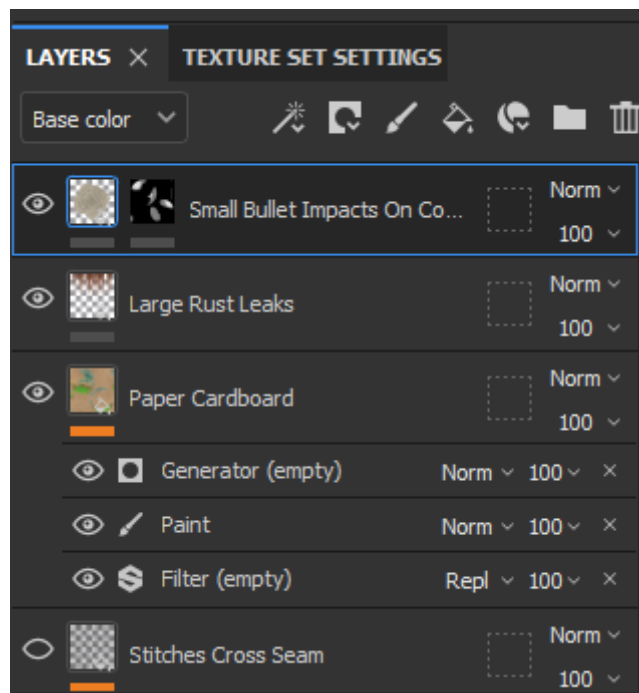 LAYERS × TEXTURE SET SETTINGS
Base color
Small Bullet Impacts On Co... Norm
100
Large Rust Leaks Norm
100
Paper Cardboard Norm
100
Generator (empty) Norm 100 ×
Paint Norm 100 ×
Filter (empty) Repl 100 ×
Stitches Cross Seam Norm
100